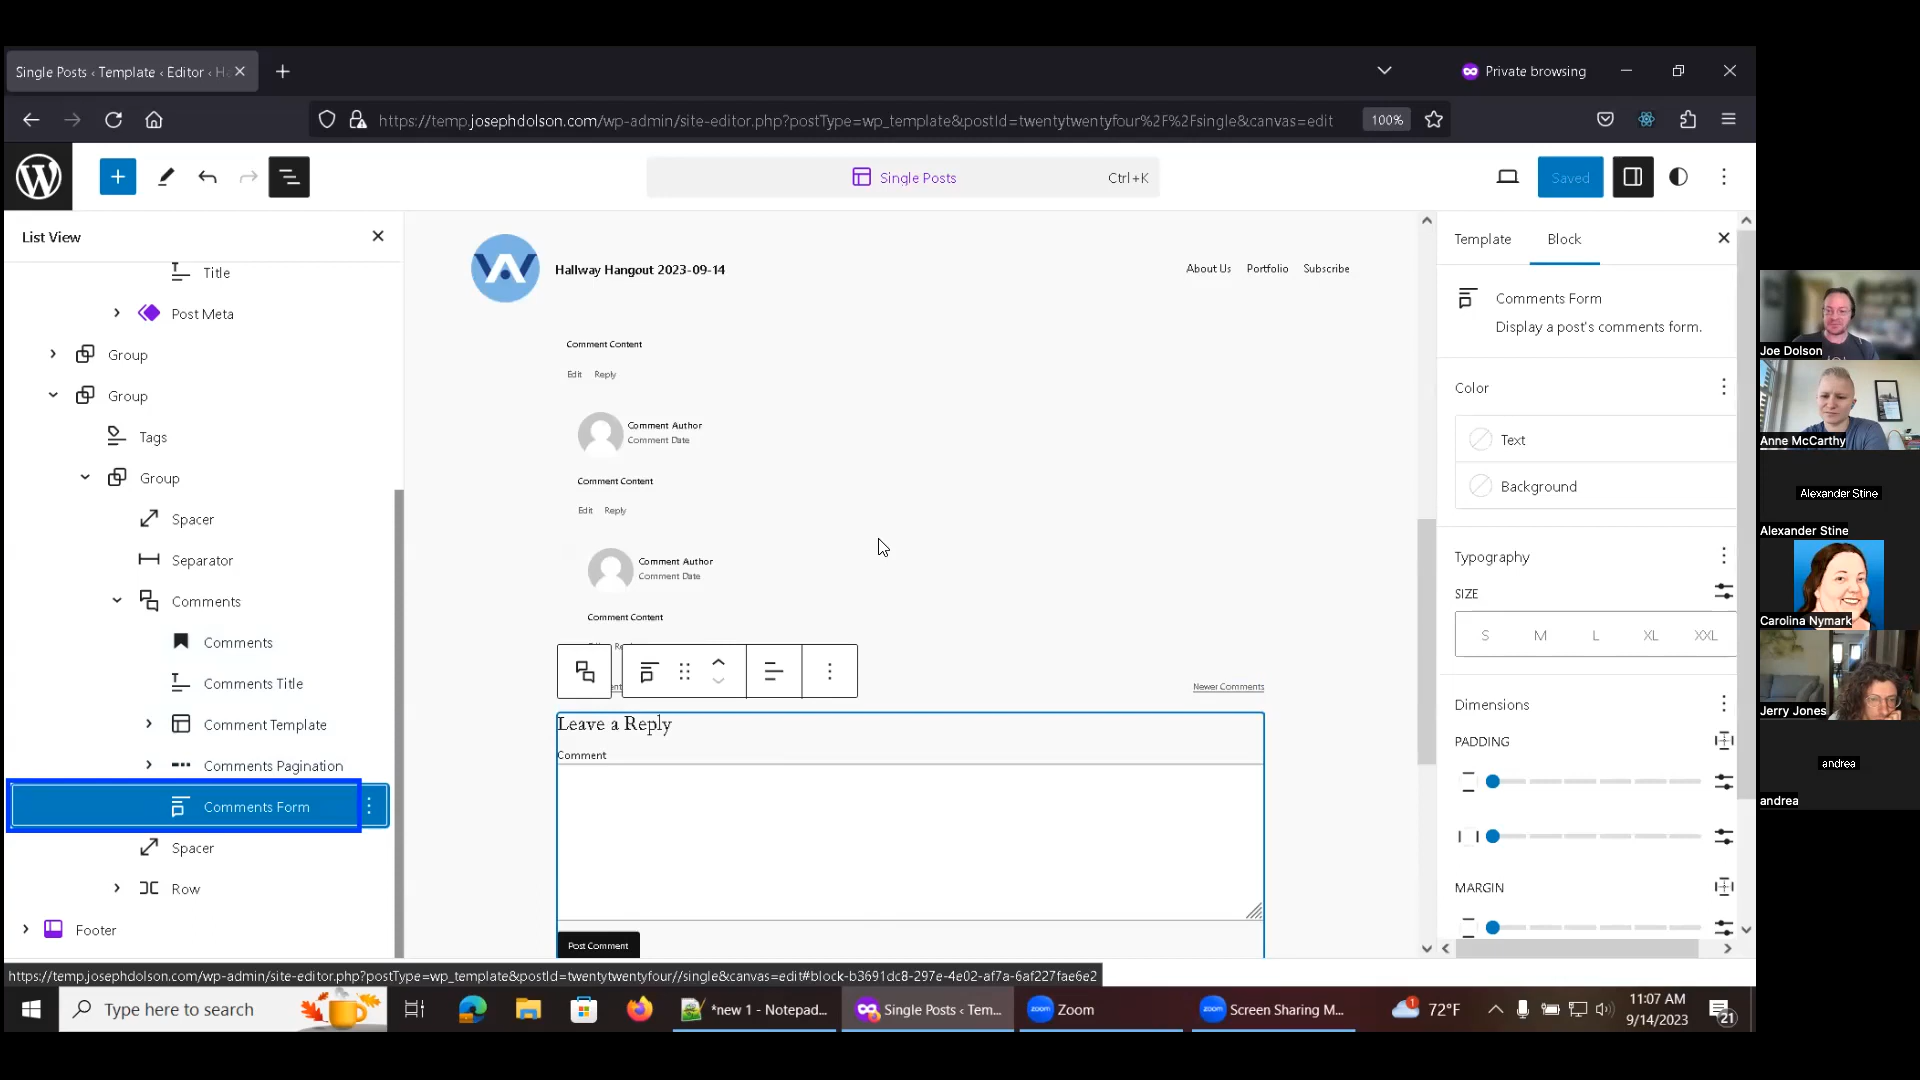 Single Posts ‹ Template ‹ Editor ‹ H
Private browsing
https://temp.josephdolson.com/wp-admin/site-editor.php?postType=wp_template&postId=twentytwentyfour%2F%2Fsingle&canvas=edit
100%
Single Posts
Ctrl+K
Saved
List View
Title
Post Meta
Group
Group
Tags
Group
Spacer
Separator
Comments
Comments
Comments Title
Comment Template
Comments Pagination
Comments Form
Spacer
Row
Footer
Hallway Hangout 2023-09-14
About Us Portfolio Subscribe
Comment Content
Edit Reply
Comment Author
Comment Date
Comment Content
Edit Reply
Comment Author
Comment Date
Comment Content
Newer Comments
Leave a Reply
Comment
Post Comment
Template Block
Comments Form
Display a post's comments form.
Color
Text
Background
Typography
SIZE
S M L XL XXL
Dimensions
PADDING
MARGIN
Joe Dolson
Anne McCarthy
Alexander Stine
Alexander Stine
Carolina Nymark
Jerry Jones
andrea
andrea
https://temp.josephdolson.com/wp-admin/site-editor.php?postType=wp_template&postId=twentytwentyfour//single&canvas=edit#block-b3691dc8-297e-4e02-af7a-6af227fae6e2
Type here to search
*new 1 - Notepad...
Single Posts ‹ Tem...
zoom
Zoom
zoom
Screen Sharing M...
1
72°F
11:07 AM
9/14/2023
21